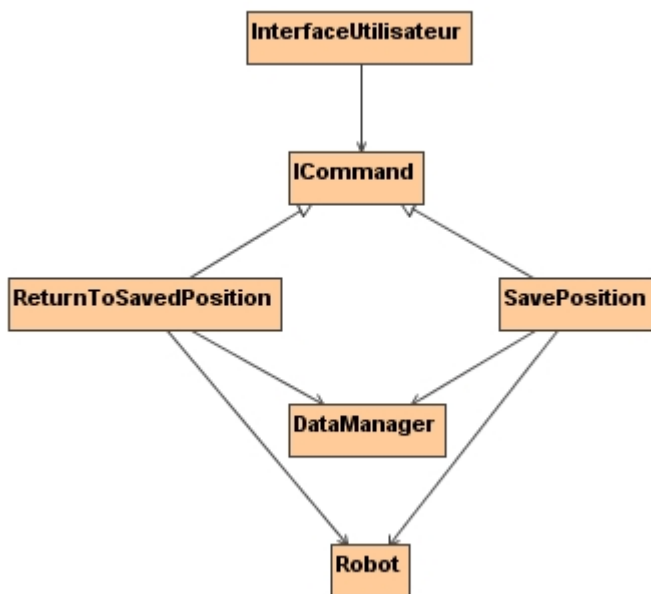 InterfaceUtilisateur
ICommand
ReturnToSavedPosition
SavePosition
DataManager
Robot